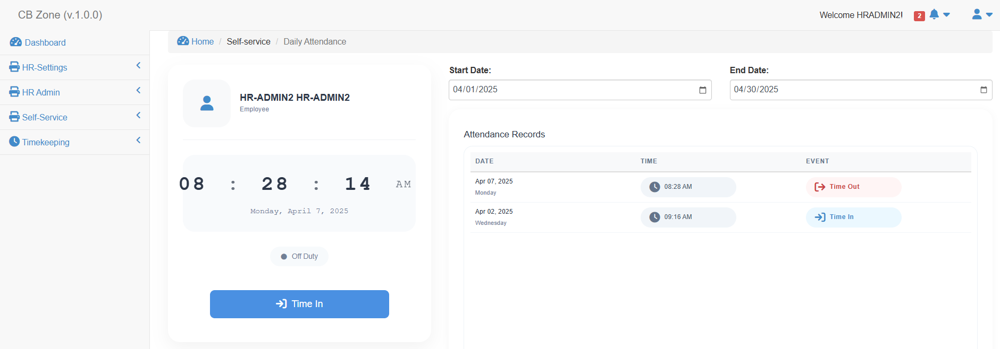 CB Zone (v.1.0.0)
Welcome HRADMIN2!
2
Dashboard
HR-Settings
HR Admin
Self-Service
Timekeeping
Home / Self-service / Daily Attendance
HR-ADMIN2 HR-ADMIN2
Employee
08 : 28 : 14 AM
Monday, April 7, 2025
Off Duty
Time In
Start Date:
04/01/2025
End Date:
04/30/2025
Attendance Records
DATE TIME EVENT
Apr 07, 2025
Monday
08:28 AM
Time Out
Apr 02, 2025
Wednesday
09:16 AM
Time In